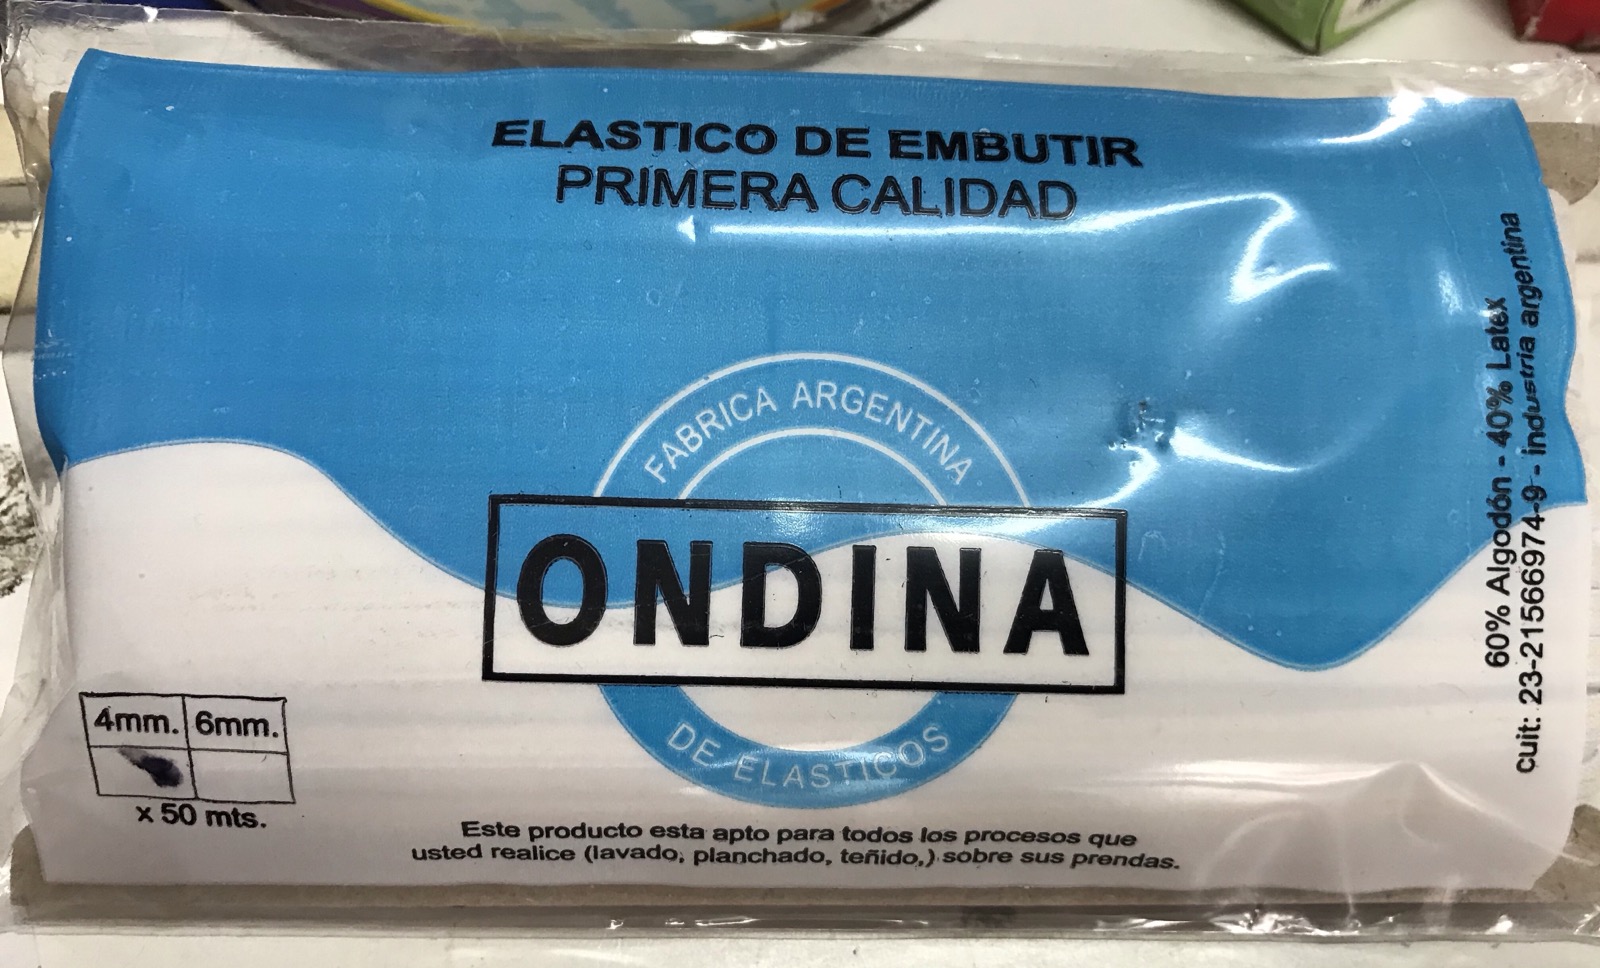 ELASTICO DE EMBUTIR
PRIMERA CALIDAD
FABRICA ARGENTINA
ONDINA
DE ELASTICOS
4mm. 6mm.
x 50 mts.
Este producto esta apto para todos los procesos que
usted realice (lavado, planchado, teñido,) sobre sus prendas.
60% Algodón - 40% Latex
cuit: 23-21566974-9 - industria argentina